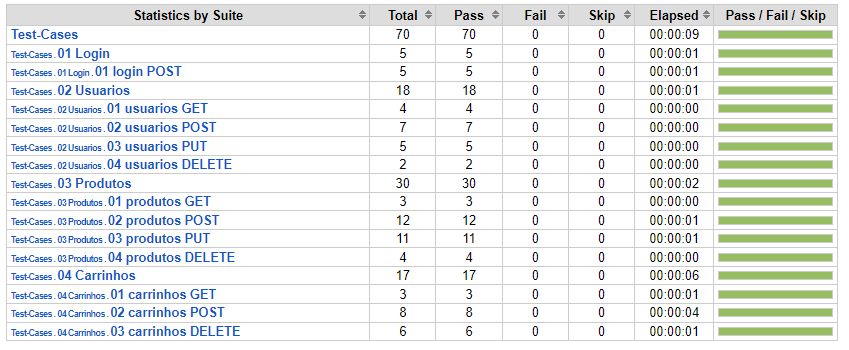 Statistics by Suite Total Pass Fail Skip Elapsed Pass / Fail / Skip
Test-Cases 70 70 0 0 00:00:09
Test-Cases . 01 Login 5 5 0 0 00:00:01
Test-Cases . 01 Login . 01 login POST 5 5 0 0 00:00:01
Test-Cases . 02 Usuarios 18 18 0 0 00:00:01
Test-Cases . 02 Usuarios . 01 usuarios GET 4 4 0 0 00:00:00
Test-Cases . 02 Usuarios . 02 usuarios POST 7 7 0 0 00:00:00
Test-Cases . 02 Usuarios . 03 usuarios PUT 5 5 0 0 00:00:00
Test-Cases . 02 Usuarios . 04 usuarios DELETE 2 2 0 0 00:00:00
Test-Cases . 03 Produtos 30 30 0 0 00:00:02
Test-Cases . 03 Produtos . 01 produtos GET 3 3 0 0 00:00:00
Test-Cases . 03 Produtos . 02 produtos POST 12 12 0 0 00:00:01
Test-Cases . 03 Produtos . 03 produtos PUT 11 11 0 0 00:00:01
Test-Cases . 03 Produtos . 04 produtos DELETE 4 4 0 0 00:00:00
Test-Cases . 04 Carrinhos 17 17 0 0 00:00:06
Test-Cases . 04 Carrinhos . 01 carrinhos GET 3 3 0 0 00:00:01
Test-Cases . 04 Carrinhos . 02 carrinhos POST 8 8 0 0 00:00:04
Test-Cases . 04 Carrinhos . 03 carrinhos DELETE 6 6 0 0 00:00:01